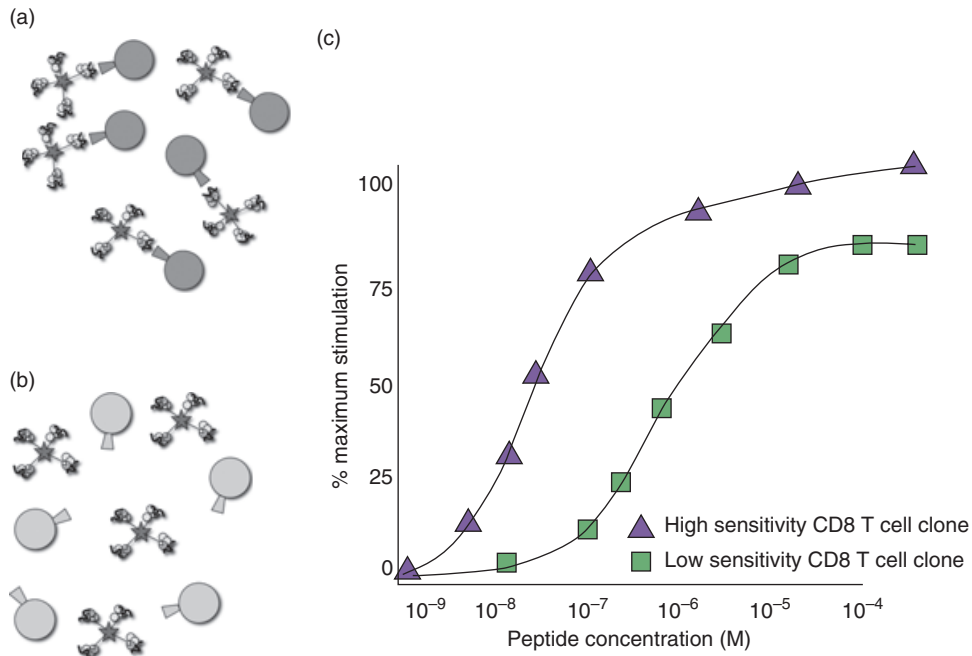 (a)
(b)
(c)
% maximum stimulation
100
75
50
25
0
High sensitivity CD8 T cell clone
Low sensitivity CD8 T cell clone
10⁻⁹ 10⁻⁸ 10⁻⁷ 10⁻⁶ 10⁻⁵ 10⁻⁴
Peptide concentration (M)